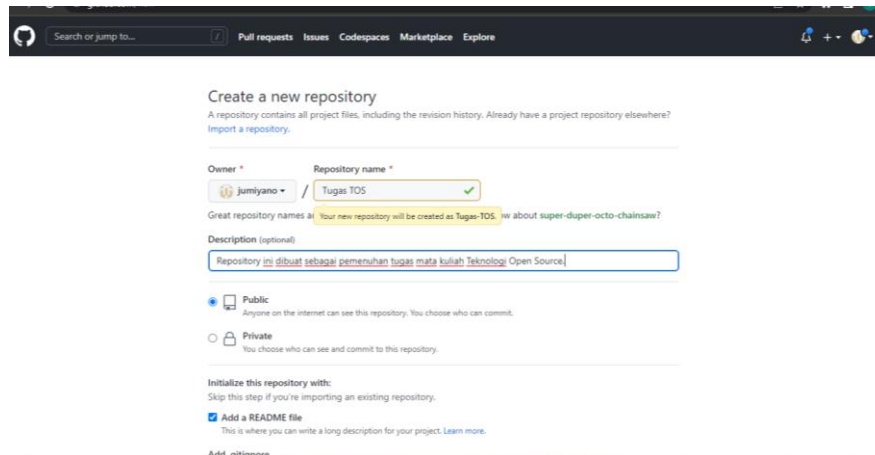 Search or jump to... / Pull requests Issues Codespaces Marketplace Explore
Create a new repository
A repository contains all project files, including the revision history. Already have a project repository elsewhere?
Import a repository.
Owner * Repository name *
jumiyano / Tugas TOS
Great repository names a
Your new repository will be created as Tugas-TOS.
w about super-duper-octo-chainsaw?
Description (optional)
Repository ini dibuat sebagai pemenuhan tugas mata kuliah Teknologi Open Source.
Public
Anyone on the internet can see this repository. You choose who can commit.
Private
You choose who can see and commit to this repository.
Initialize this repository with:
Skip this step if you're importing an existing repository.
Add a README file
This is where you can write a long description for your project. Learn more.
Add .gitignore